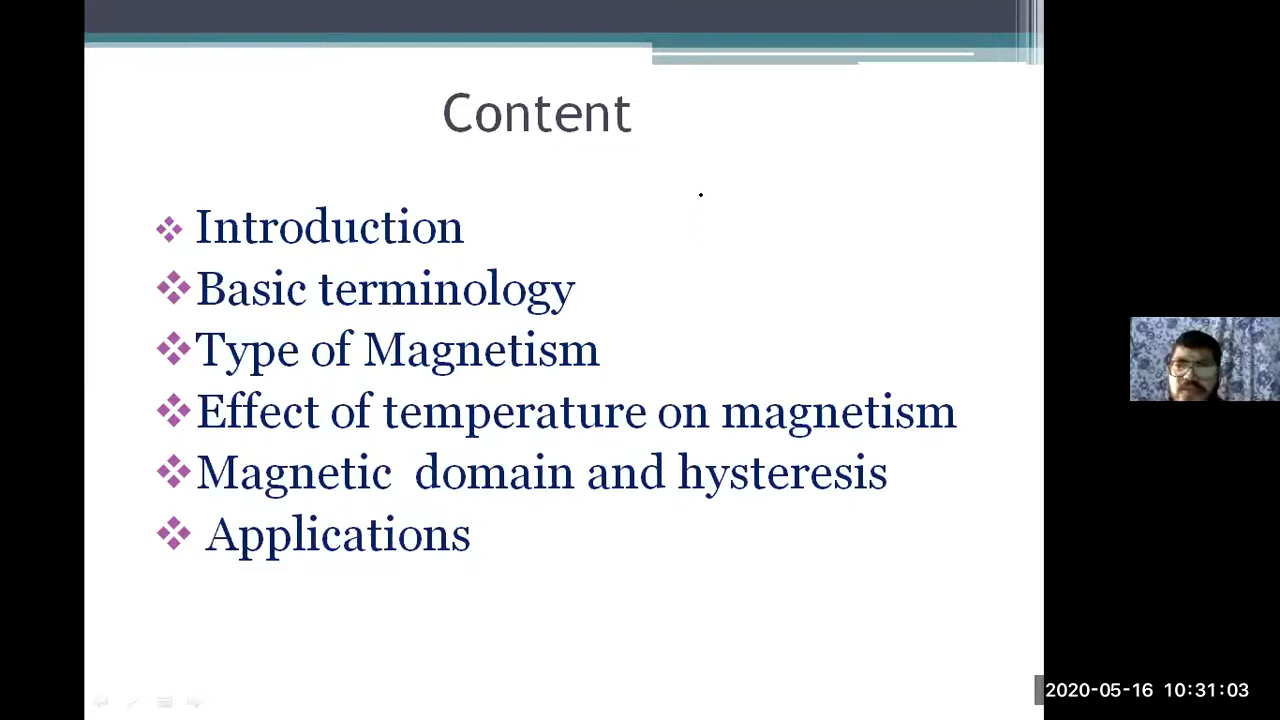 Content
Introduction
Basic terminology
Type of Magnetism
Effect of temperature on magnetism
Magnetic domain and hysteresis
Applications
2020-05-16 10:31:03